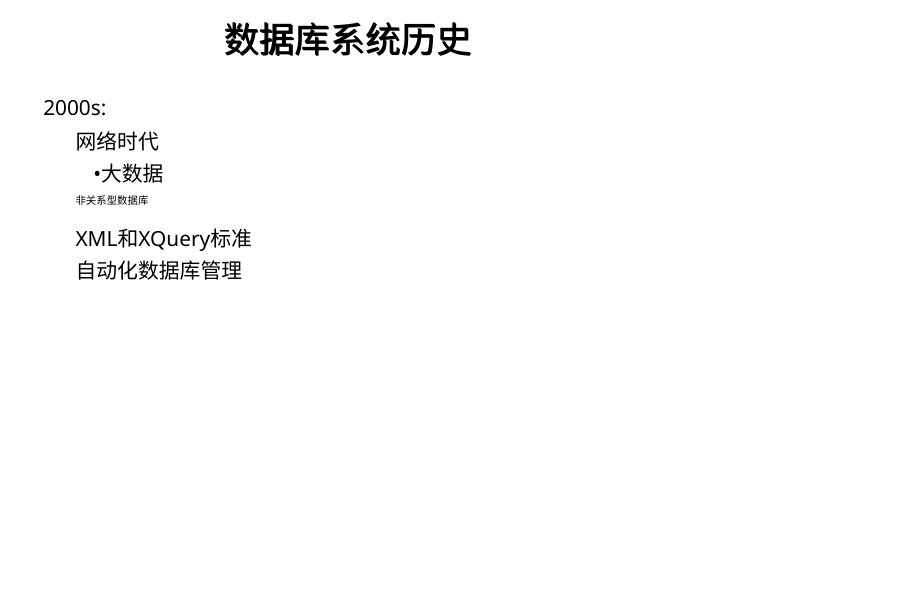 数据库系统历史
2000s:
网络时代
•大数据
非关系型数据库
XML和XQuery标准
自动化数据库管理